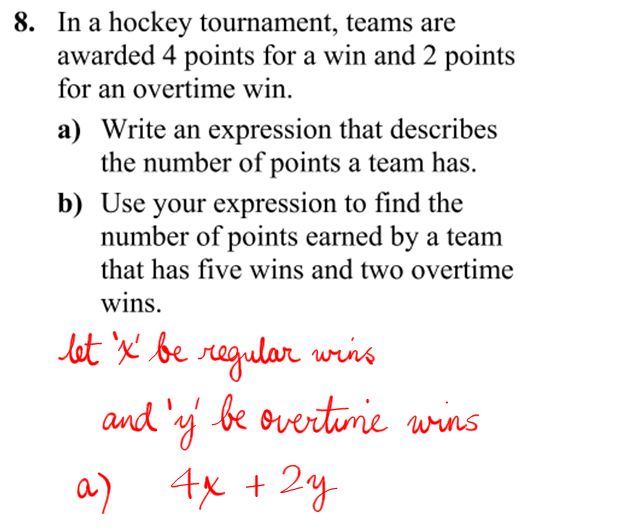 8. In a hockey tournament, teams are
awarded 4 points for a win and 2 points
for an overtime win.
a) Write an expression that describes
the number of points a team has.
b) Use your expression to find the
number of points earned by a team
that has five wins and two overtime
wins.
let 'x' be regular wins
and 'y' be overtime wins
a) 4x + 2y